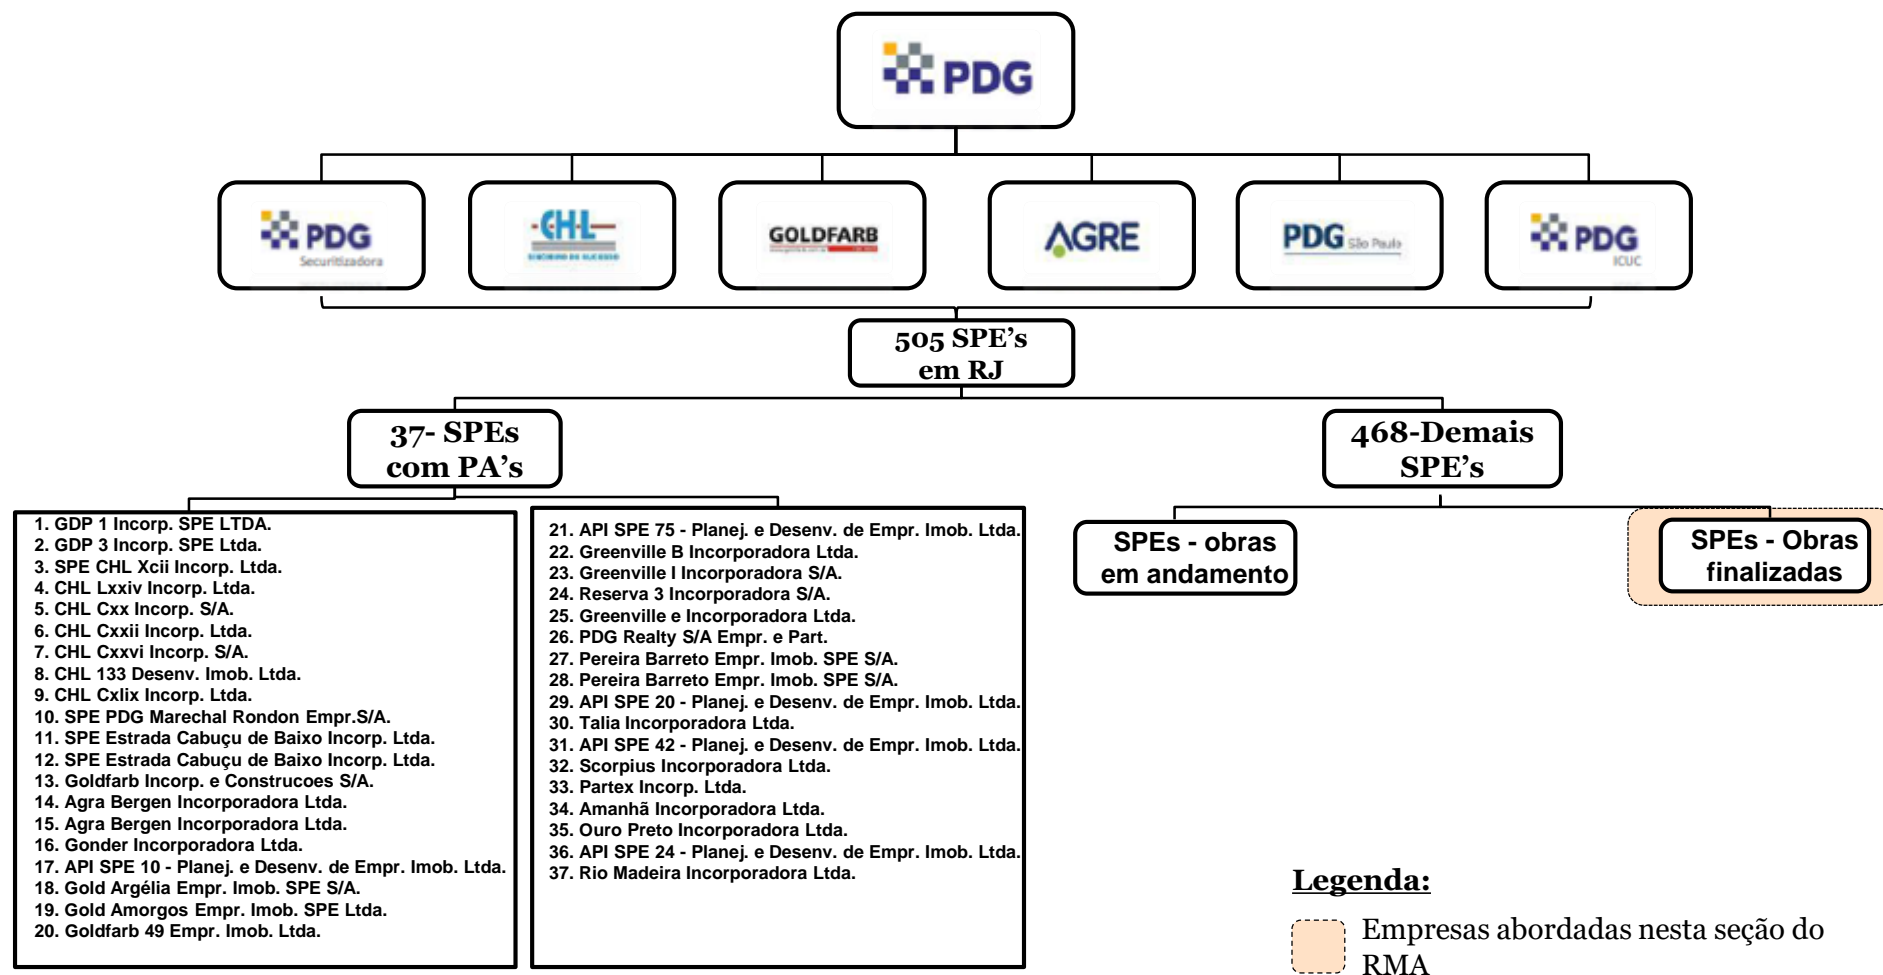 PDG
PDG
Securitizadora
CHL
GOLDFARB
AGRE
PDG São Paulo
PDG
ICUC
505 SPE’s
em RJ
37- SPEs
com PA’s
468-Demais
SPE’s
1. GDP 1 Incorp. SPE LTDA.
2. GDP 3 Incorp. SPE Ltda.
3. SPE CHL Xcii Incorp. Ltda.
4. CHL Lxxiv Incorp. Ltda.
5. CHL Cxx Incorp. S/A.
6. CHL Cxxii Incorp. Ltda.
7. CHL Cxxvi Incorp. S/A.
8. CHL 133 Desenv. Imob. Ltda.
9. CHL Cxlix Incorp. Ltda.
10. SPE PDG Marechal Rondon Empr.S/A.
11. SPE Estrada Cabuçu de Baixo Incorp. Ltda.
12. SPE Estrada Cabuçu de Baixo Incorp. Ltda.
13. Goldfarb Incorp. e Construcoes S/A.
14. Agra Bergen Incorporadora Ltda.
15. Agra Bergen Incorporadora Ltda.
16. Gonder Incorporadora Ltda.
17. API SPE 10 - Planej. e Desenv. de Empr. Imob. Ltda.
18. Gold Argélia Empr. Imob. SPE S/A.
19. Gold Amorgos Empr. Imob. SPE Ltda.
20. Goldfarb 49 Empr. Imob. Ltda.
21. API SPE 75 - Planej. e Desenv. de Empr. Imob. Ltda.
22. Greenville B Incorporadora Ltda.
23. Greenville I Incorporadora S/A.
24. Reserva 3 Incorporadora S/A.
25. Greenville e Incorporadora Ltda.
26. PDG Realty S/A Empr. e Part.
27. Pereira Barreto Empr. Imob. SPE S/A.
28. Pereira Barreto Empr. Imob. SPE S/A.
29. API SPE 20 - Planej. e Desenv. de Empr. Imob. Ltda.
30. Talia Incorporadora Ltda.
31. API SPE 42 - Planej. e Desenv. de Empr. Imob. Ltda.
32. Scorpius Incorporadora Ltda.
33. Partex Incorp. Ltda.
34. Amanhã Incorporadora Ltda.
35. Ouro Preto Incorporadora Ltda.
36. API SPE 24 - Planej. e Desenv. de Empr. Imob. Ltda.
37. Rio Madeira Incorporadora Ltda.
SPEs - obras
em andamento
SPEs - Obras
finalizadas
Legenda:
Empresas abordadas nesta seção do
RMA